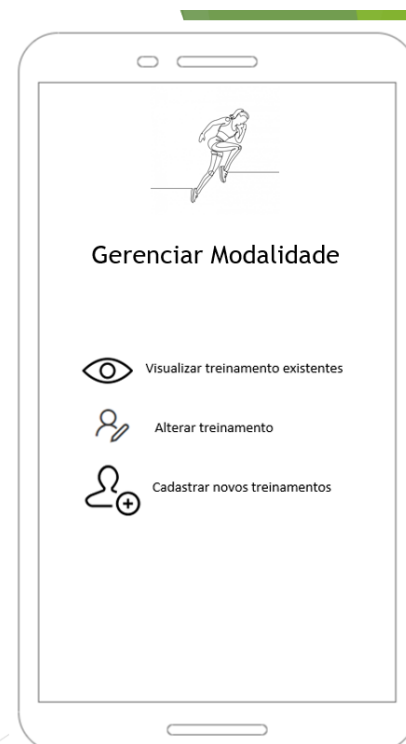 Gerenciar Modalidade
Visualizar treinamento existentes
Alterar treinamento
Cadastrar novos treinamentos